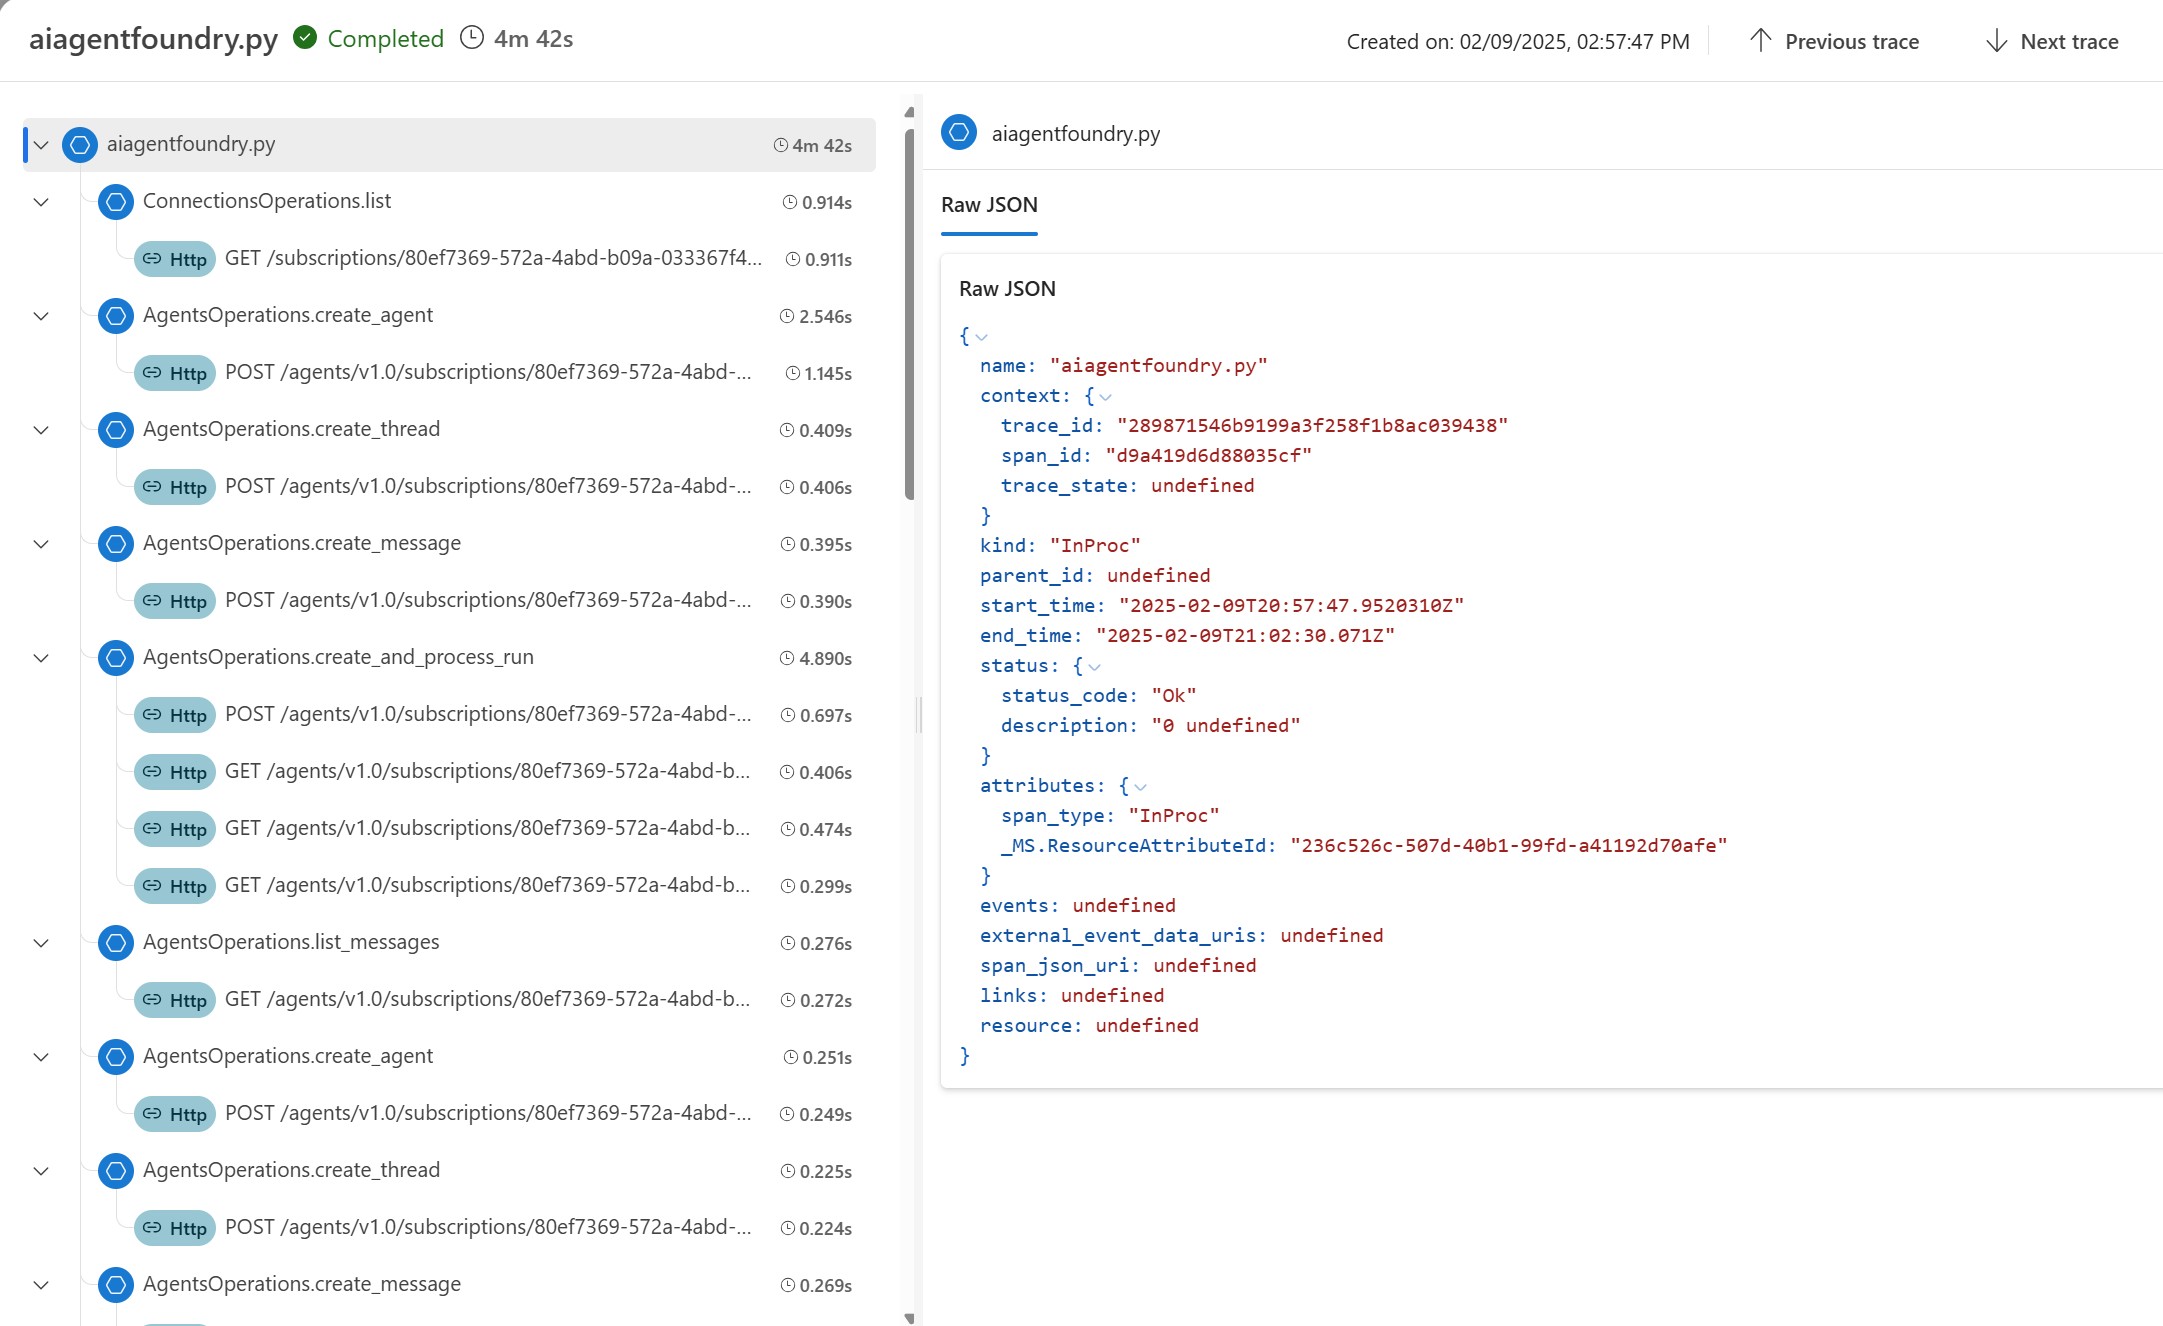 aiagentfoundry.py Completed 4m 42s
Created on: 02/09/2025, 02:57:47 PM Previous trace Next trace
aiagentfoundry.py 4m 42s
ConnectionsOperations.list 0.914s
Http GET /subscriptions/80ef7369-572a-4abd-b09a-033367f4... 0.911s
AgentsOperations.create_agent 2.546s
Http POST /agents/v1.0/subscriptions/80ef7369-572a-4abd-... 1.145s
AgentsOperations.create_thread 0.409s
Http POST /agents/v1.0/subscriptions/80ef7369-572a-4abd-... 0.406s
AgentsOperations.create_message 0.395s
Http POST /agents/v1.0/subscriptions/80ef7369-572a-4abd-... 0.390s
AgentsOperations.create_and_process_run 4.890s
Http POST /agents/v1.0/subscriptions/80ef7369-572a-4abd-... 0.697s
Http GET /agents/v1.0/subscriptions/80ef7369-572a-4abd-b... 0.406s
Http GET /agents/v1.0/subscriptions/80ef7369-572a-4abd-b... 0.474s
Http GET /agents/v1.0/subscriptions/80ef7369-572a-4abd-b... 0.299s
AgentsOperations.list_messages 0.276s
Http GET /agents/v1.0/subscriptions/80ef7369-572a-4abd-b... 0.272s
AgentsOperations.create_agent 0.251s
Http POST /agents/v1.0/subscriptions/80ef7369-572a-4abd-... 0.249s
AgentsOperations.create_thread 0.225s
Http POST /agents/v1.0/subscriptions/80ef7369-572a-4abd-... 0.224s
AgentsOperations.create_message 0.269s
aiagentfoundry.py
Raw JSON
Raw JSON
{
name: "aiagentfoundry.py"
context: {
trace_id: "289871546b9199a3f258f1b8ac039438"
span_id: "d9a419d6d88035cf"
trace_state: undefined
}
kind: "InProc"
parent_id: undefined
start_time: "2025-02-09T20:57:47.9520310Z"
end_time: "2025-02-09T21:02:30.071Z"
status: {
status_code: "Ok"
description: "0 undefined"
}
attributes: {
span_type: "InProc"
_MS.ResourceAttributeId: "236c526c-507d-40b1-99fd-a41192d70afe"
}
events: undefined
external_event_data_uris: undefined
span_json_uri: undefined
links: undefined
resource: undefined
}